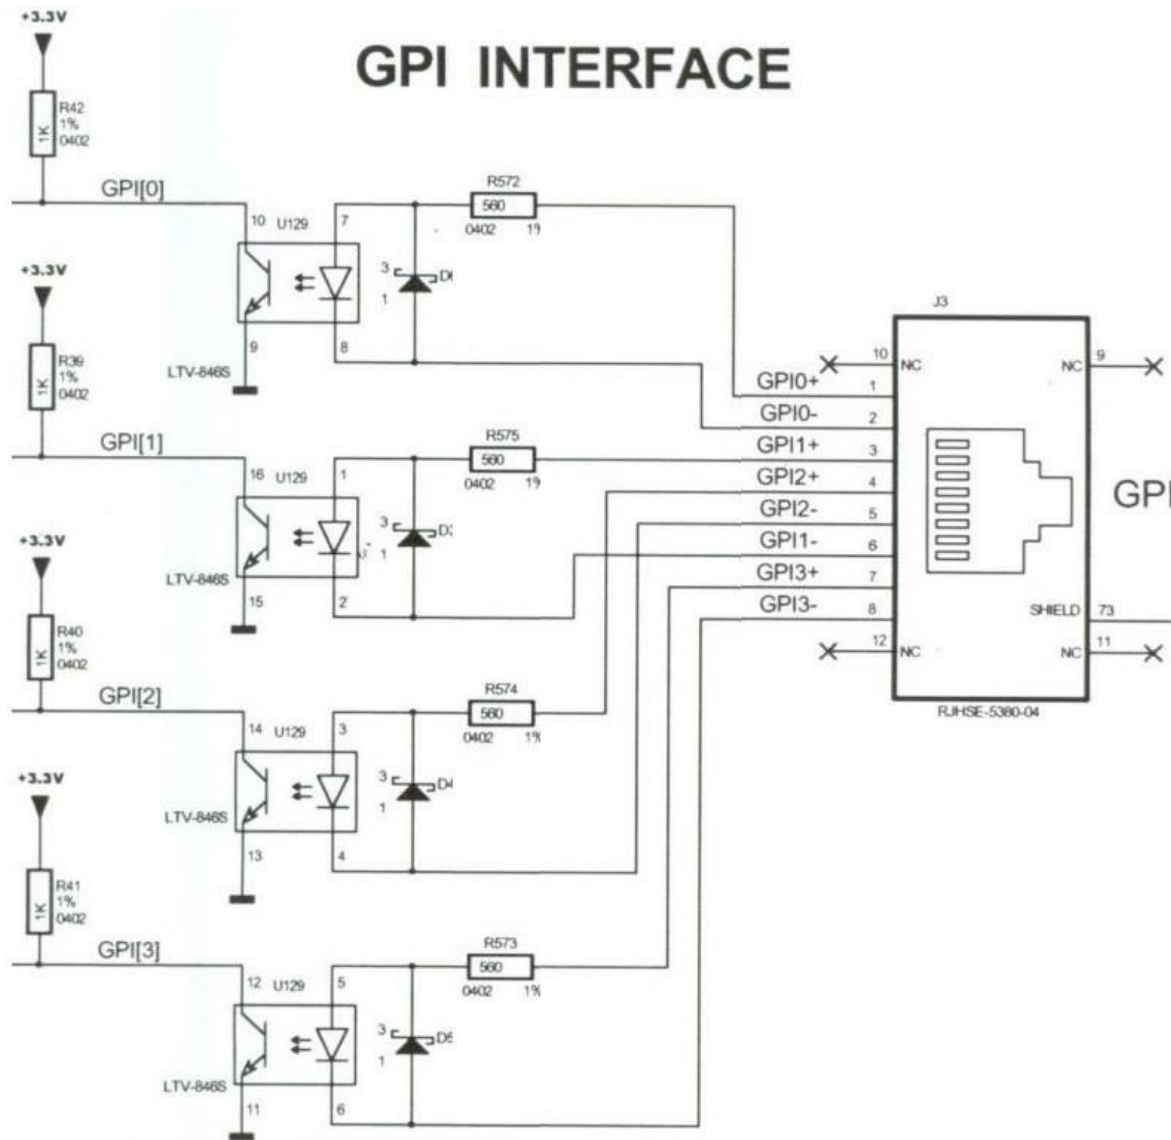 GPI INTERFACE
+3.3V
R42
1%
0402
1K
GPI[0]
10
U129
7
9
8
LTV-846S
3
1
R572
560
0402
+3.3V
R39
1%
0402
1K
GPI[1]
16
U129
1
15
2
LTV-846S
3
1
R575
560
0402
+3.3V
R40
1%
0402
1K
GPI[2]
14
U129
3
13
4
LTV-846S
3
1
R574
560
0402
1%
+3.3V
R41
1%
0402
1K
GPI[3]
12
U129
5
11
6
LTV-846S
3
1
R573
560
0402
1%
J3
10
NC
NC
9
GPI0+
1
GPI0-
2
GPI1+
3
GPI2+
4
GPI2-
5
GPI1-
6
GPI3+
7
GPI3-
8
12
NC
SHIELD
73
NC
11
RJHSE-5380-04
GPI